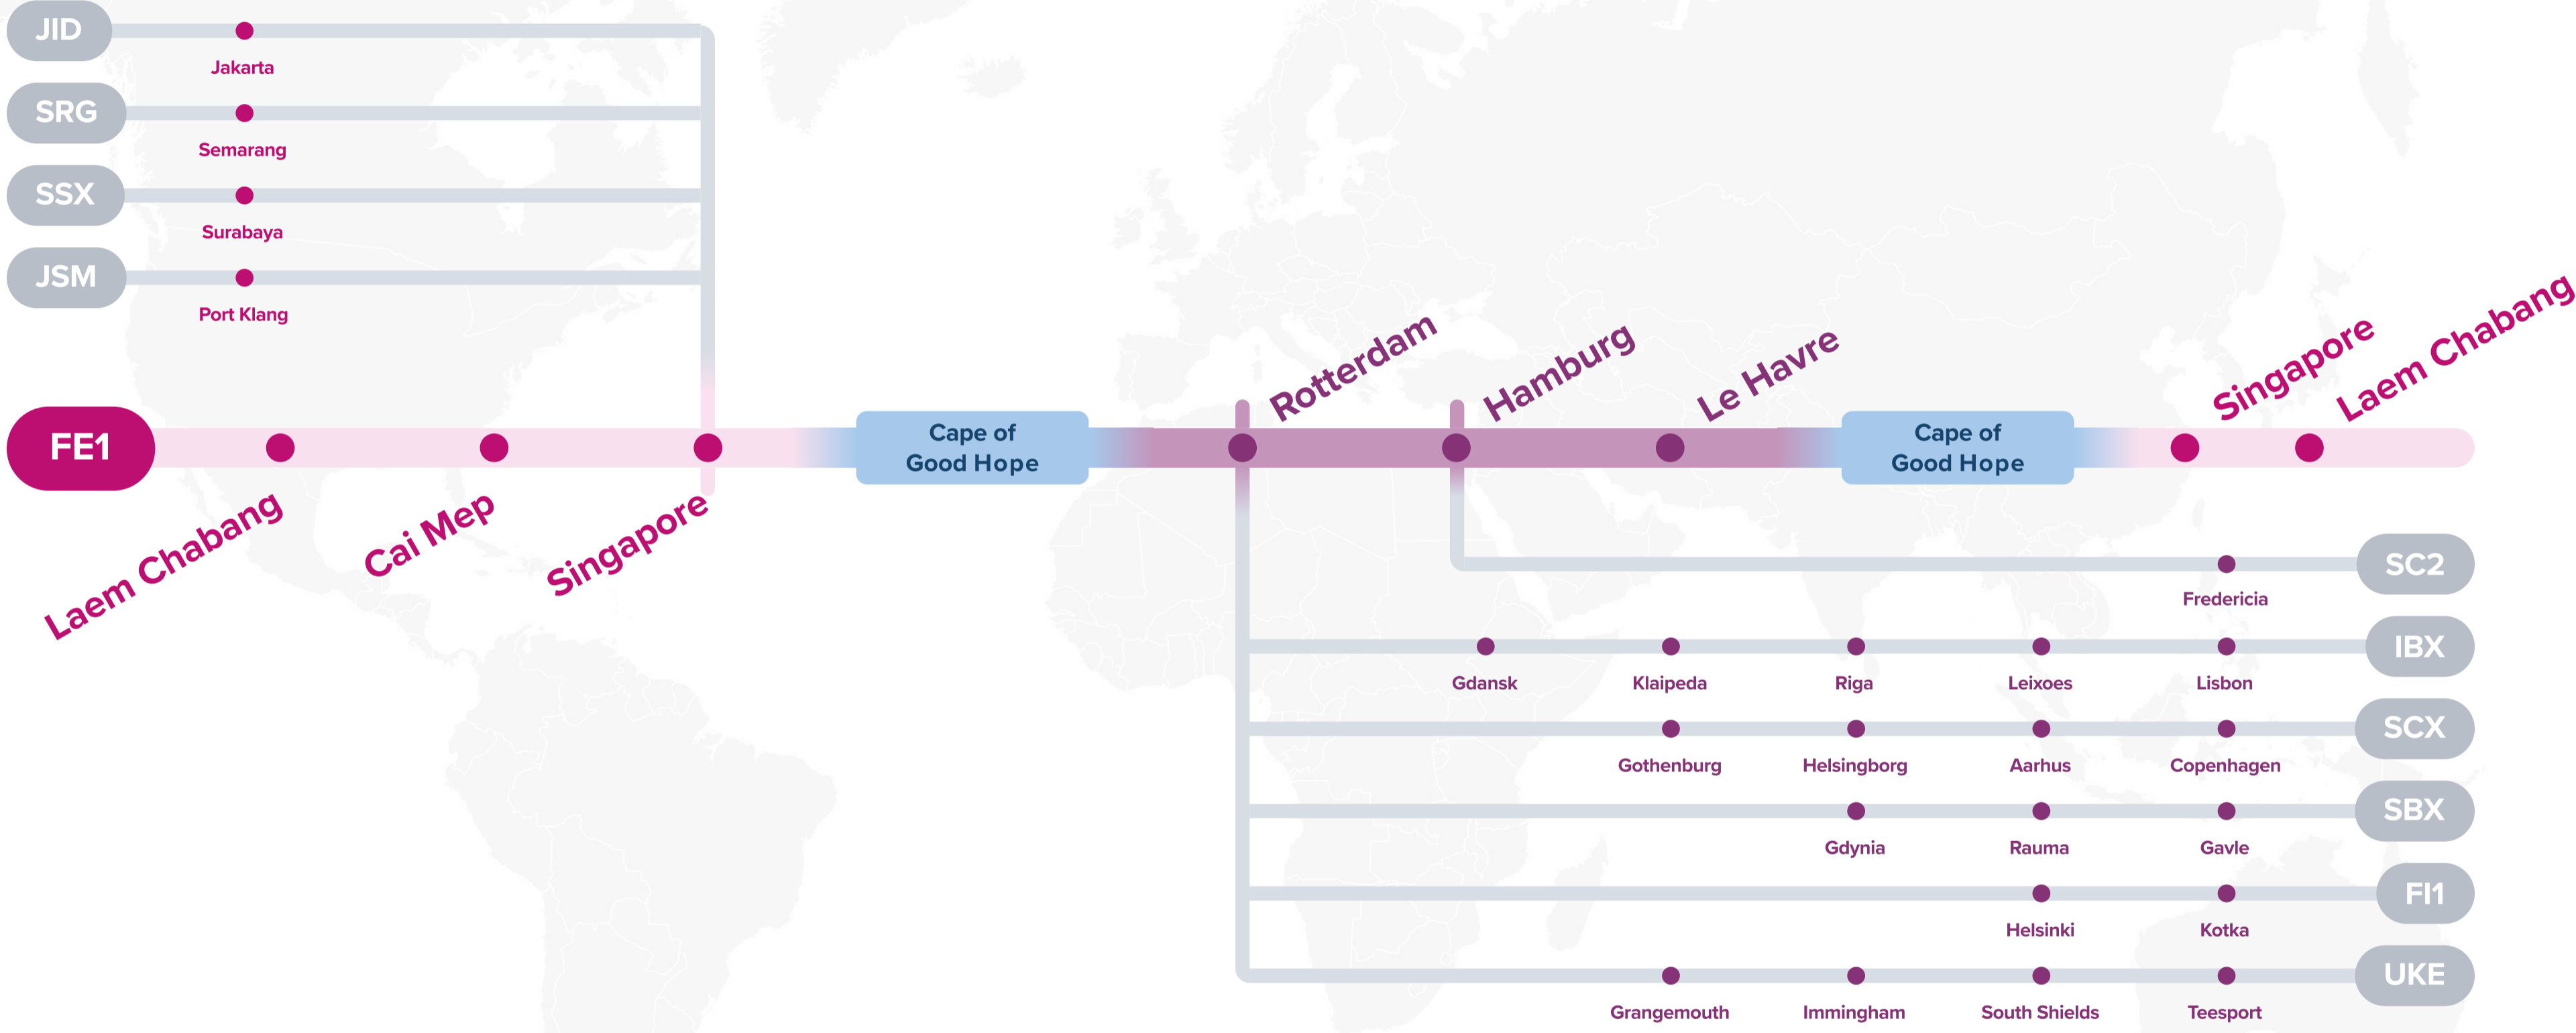 JID
Jakarta
SRG
Semarang
SSX
Surabaya
JSM
Port Klang
FE1
Laem Chabang
Cai Mep
Singapore
Cape of
Good Hope
Rotterdam
Hamburg
Le Havre
Cape of
Good Hope
Singapore
Laem Chabang
SC2
Fredericia
IBX
Gdansk Klaipeda Riga Leixoes Lisbon
SCX
Gothenburg Helsingborg Aarhus Copenhagen
SBX
Gdynia Rauma Gavle
FI1
Helsinki Kotka
UKE
Grangemouth Immingham South Shields Teesport